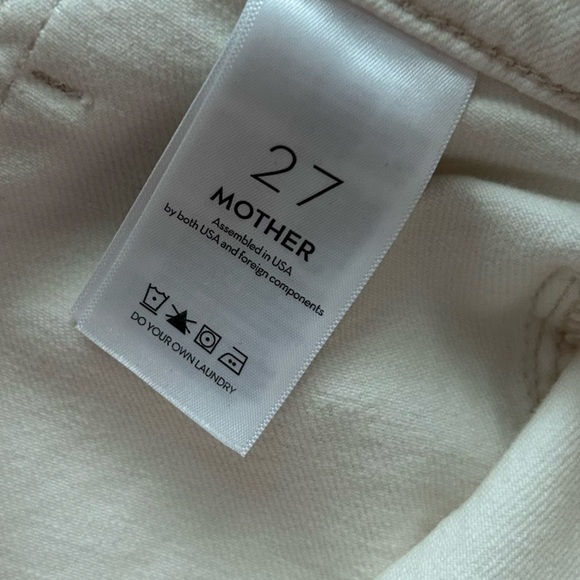 27
MOTHER
Assembled in USA
by both USA and foreign components
DO YOUR OWN LAUNDRY